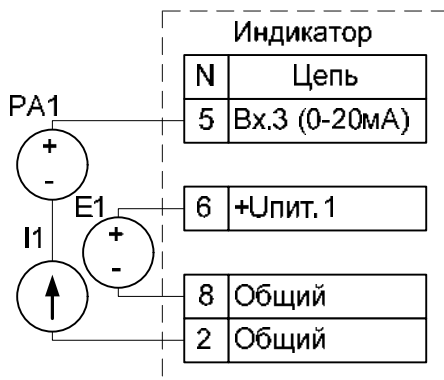 Индикатор
N Цепь
PA1
5 Вх.3 (0-20мА)
+
-
E1
6 +Uпит.1
I1
+
-
8 Общий
2 Общий